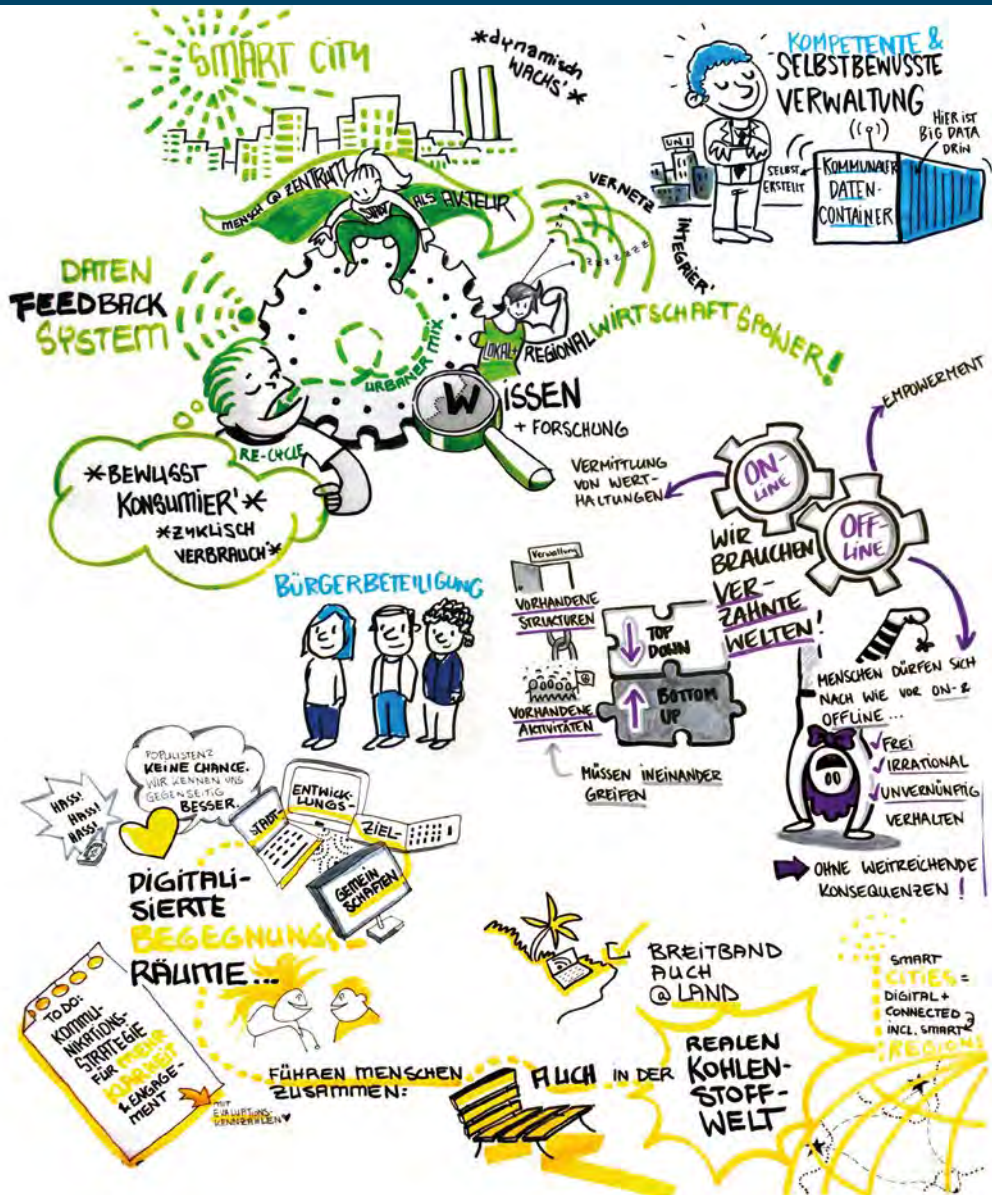 SMART CITY
*dynamisch
WACHS'*
MENSCH @ ZENTRUM
STADT
ALS AKTEUR
VERNETZ
INTEGRIER'
KOMPETENTE &
SELBSTBEWUSSTE
VERWALTUNG
UNI
SELBST
ERSTELLT
KOMMUNALER
DATEN-
CONTAINER
HIER IST
BIG DATA
DRIN
DATEN
FEEDBACK
SYSTEM
URBANER MIX
LOKAL+
REGIONAL WIRTSCHAFTSPOWER!
WISSEN
+ FORSCHUNG
RE-CYCLE
*BEWUSST
KONSUMIER'*
*ZYKLISCH
VERBRAUCH'*
EMPOWERMENT
VERMITTLUNG
VON WERT-
HALTUNGEN
ON-
LINE
OFF-
LINE
WIR
BRAUCHEN
VER-
ZAHNTE
WELTEN!
BÜRGERBETEILIGUNG
Verwaltung
VORHANDENE
STRUKTUREN
TOP
DOWN
VORHANDENE
AKTIVITÄTEN
BOTTOM
UP
MÜSSEN INEINANDER
GREIFEN
MENSCHEN DÜRFEN SICH
NACH WIE VOR ON- &
OFFLINE...
FREI
IRRATIONAL
UNVERNÜNFTIG
VERHALTEN
OHNE WEITREICHENDE
KONSEQUENZEN!
HASS!
HASS!
HASS!
POPULISTEN
KEINE CHANCE.
WIR KENNEN UNS
GEGENSEITIG
BESSER.
STADT-
ENTWICK-
LUNGS-
ZIEL-
GEMEIN
SCHAFTEN
DIGITALI-
SIERTE
BEGEGNUNGS-
RÄUME...
TO DO:
KOMMU-
NIKATIONS-
STRATEGIE
FÜR MEHR
KLARHEIT
& ENGAGE-
MENT
MIT
EVALUATIONS-
KENNZAHLEN
FÜHREN MENSCHEN
ZUSAMMEN:
BREITBAND
AUCH
@ LAND
AUCH IN DER
REALEN
KOHLEN-
STOFF-
WELT
SMART
CITIES =
DIGITAL +
CONNECTED
INCL. SMART
REGIONS